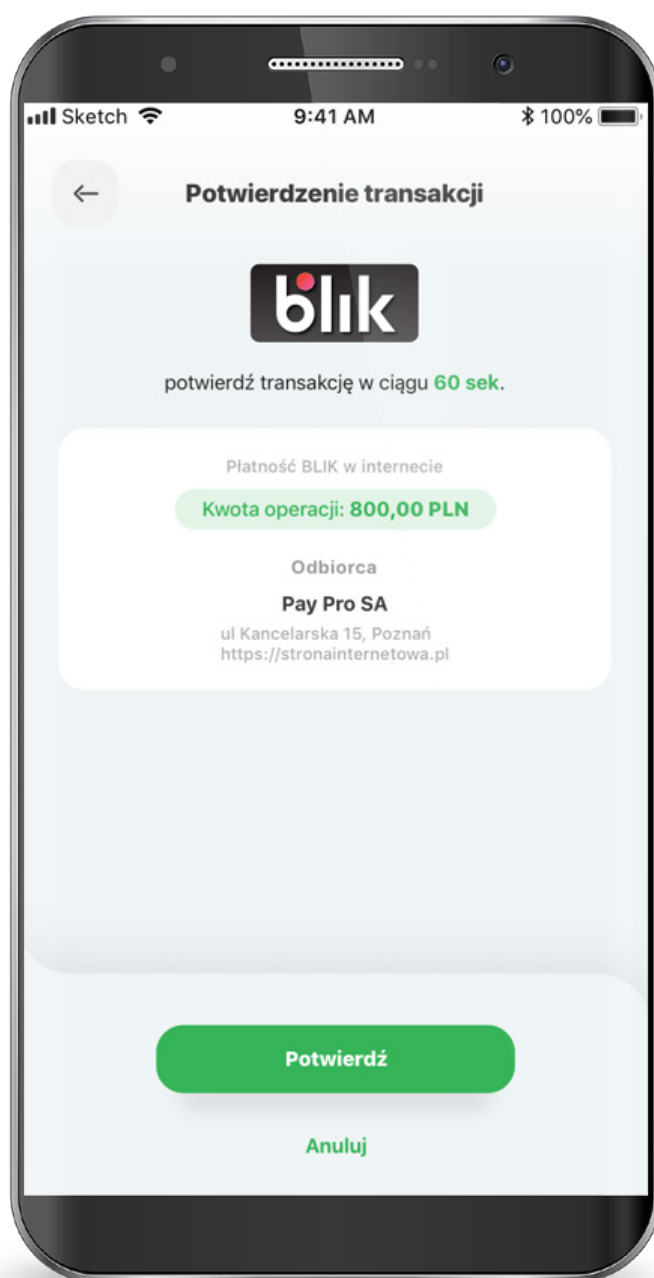 Sketch 9:41 AM 100%
Potwierdzenie transakcji
blik
potwierdź transakcję w ciągu 60 sek.
Płatność BLIK w internecie
Kwota operacji: 800,00 PLN
Odbiorca
Pay Pro SA
ul Kancelarska 15, Poznań
https://stronainternetowa.pl
Potwierdź
Anuluj